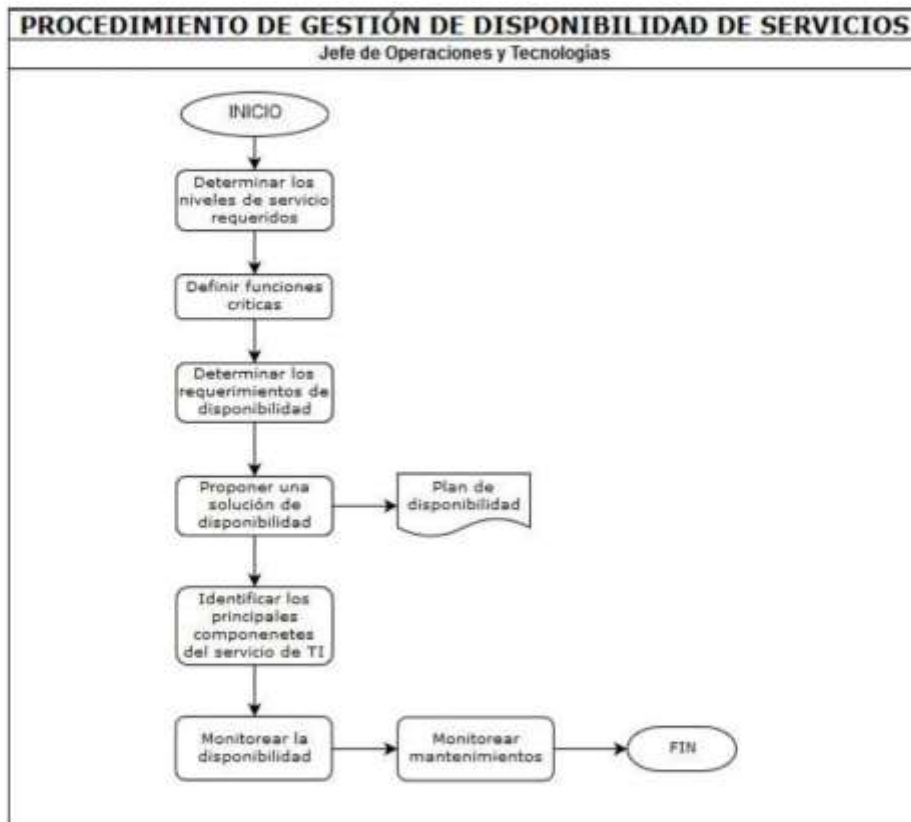 PROCEDIMIENTO DE GESTIÓN DE DISPONIBILIDAD DE SERVICIOS
Jefe de Operaciones y Tecnologias
INICIO
Determinar los
niveles de servicio
requeridos
Definir funciones
criticas
Determinar los
requerimientos de
disponibilidad
Proponer una
solución de
disponibilidad
Plan de
disponibilidad
Identificar los
principales
componenetes
del servicio de TI
Monitorear la
disponibilidad
Monitorear
mantenimientos
FIN